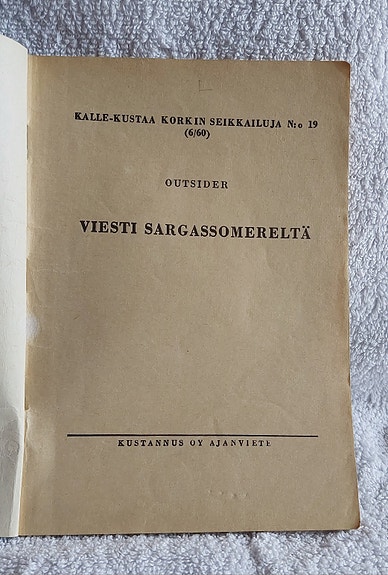 KALLE-KUSTAA KORKIN SEIKKAILUJA N:o 19
(6/60)
OUTSIDER
VIESTI SARGASSOMERELTÄ
KUSTANNUS OY AJANVIETE